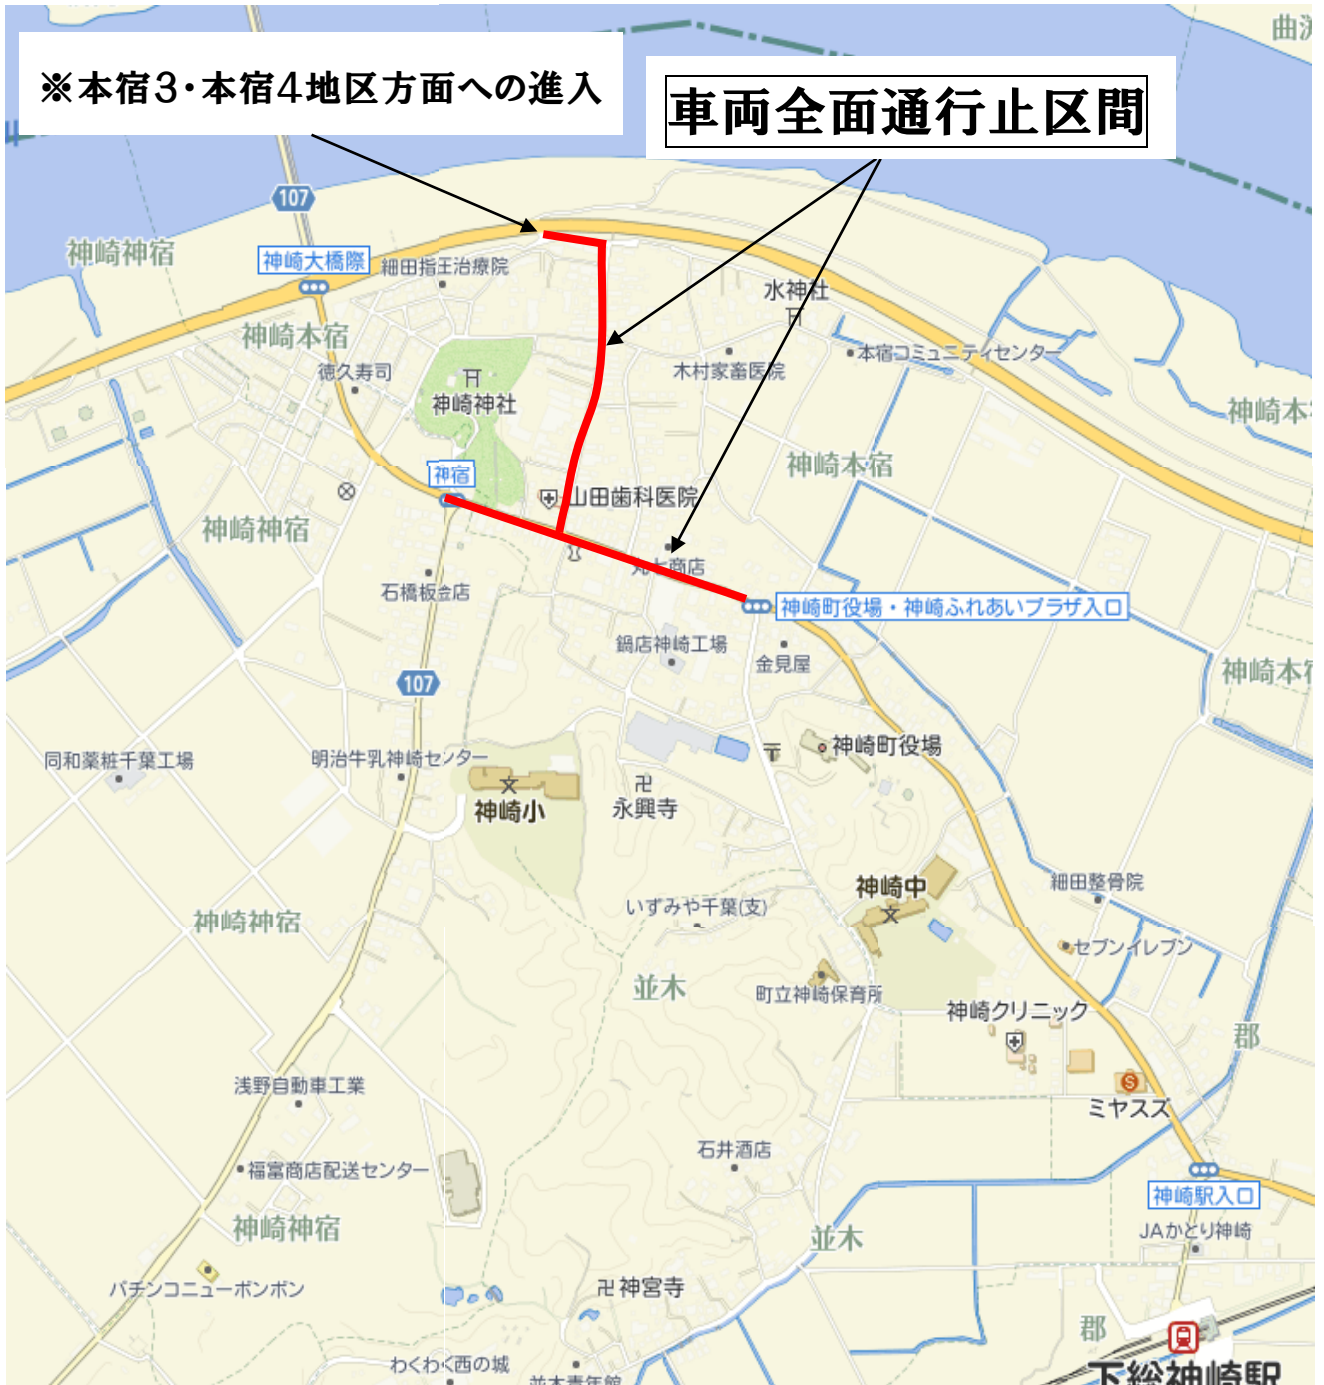 ※本宿3・本宿4地区方面への進入
車両全面通行止区間
107
神崎神宿
神崎大橋際
細田指圧治療院
水神社
神崎本宿
徳久寿司
神崎神社
木村家畜医院
本宿コミュニティセンター
神崎本宿
神宿
山田歯科医院
神崎本宿
神崎神宿
丸七商店
石橋板金店
神崎町役場・神崎ふれあいプラザ入口
鍋店神崎工場
金見屋
神崎本宿
107
同和薬粧千葉工場
明治牛乳神崎センター
神崎町役場
神崎小
永興寺
神崎中
細田整骨院
いずみや千葉(支)
神崎神宿
セブンイレブン
並木
町立神崎保育所
神崎クリニック
郡
浅野自動車工業
ミヤスズ
石井酒店
福富商店配送センター
神崎駅入口
神崎神宿
並木
JAかとり神崎
パチンコニューボンボン
神宮寺
郡
わくわく西の城
並木青年館
下総神崎駅